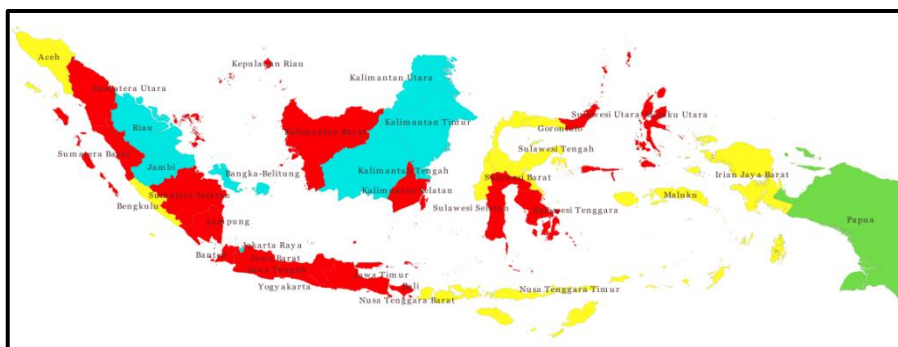 Aceh
Kepulauan Riau
Kalimantan Utara
Sumatera Utara
Riau
Kalimantan Barat
Kalimantan Timur
Sulawesi Utara
Maluku Utara
Gorontalo
Sulawesi Tengah
Sumatera Barat
Jambi
Bangka-Belitung
Kalimantan Tengah
Kalimantan Selatan
Sulawesi Barat
Irian Jaya Barat
Sumatera Selatan
Bengkulu
Maluku
Lampung
Sulawesi Selatan
Sulawesi Tenggara
Papua
Jakarta Raya
Banten
Jawa Barat
Jawa Tengah
Jawa Timur
Yogyakarta
Bali
Nusa Tenggara Barat
Nusa Tenggara Timur